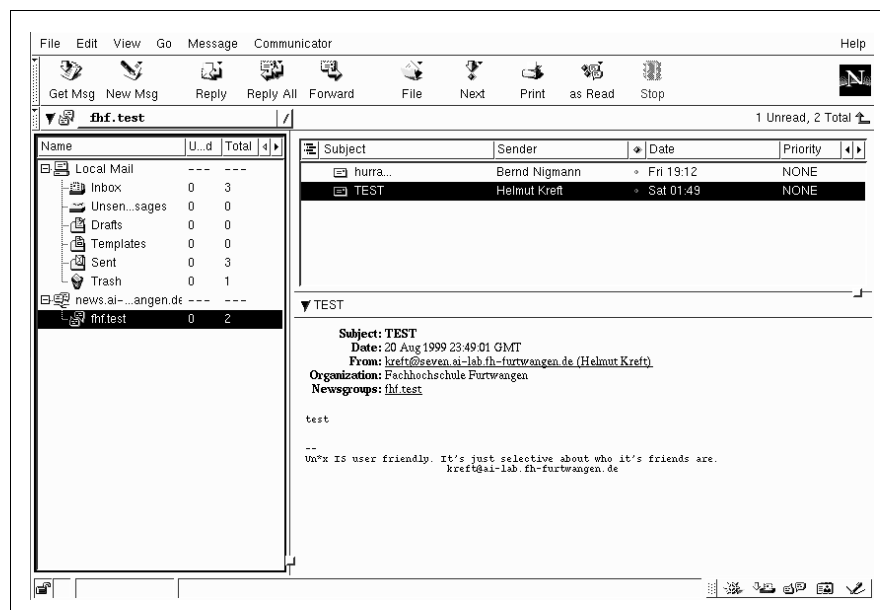 File Edit View Go Message Communicator Help
Get Msg New Msg Reply Reply All Forward File Next Print as Read Stop
N
fhf.test 1 Unread, 2 Total
Name U...d Total
Local Mail --- ---
Inbox 0 3
Unsen...sages 0 0
Drafts 0 0
Templates 0 0
Sent 0 3
Trash 0 1
news.ai-...angen.de --- ---
fhf.test 0 2
Subject Sender Date Priority
hurra... Bernd Nigmann Fri 19:12 NONE
TEST Helmut Kreft Sat 01:49 NONE
TEST
Subject: TEST
Date: 20 Aug 1999 23:49:01 GMT
From: kreft@seven.ai-lab.fh-furtwangen.de (Helmut Kreft)
Organization: Fachhochschule Furtwangen
Newsgroups: fhf.test
test
--
Un*x IS user friendly. It's just selective about who it's friends are.
kreft@ai-lab.fh-furtwangen.de